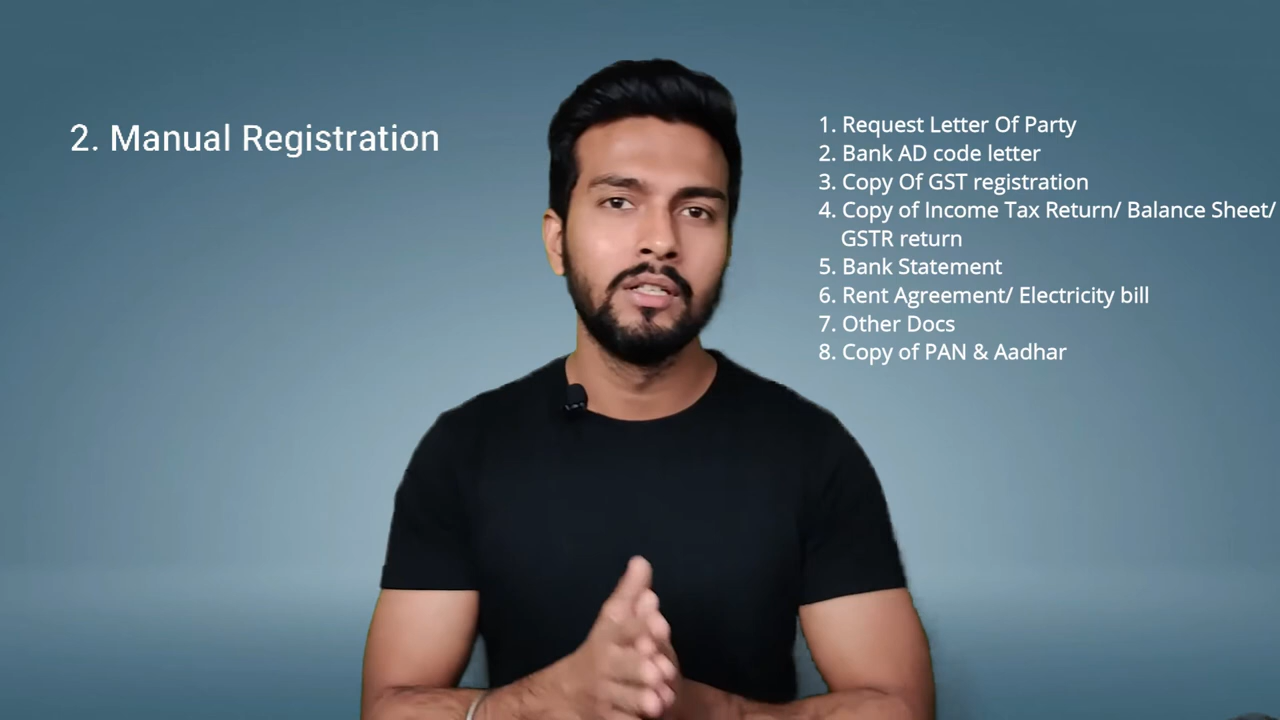 2. Manual Registration
1. Request Letter Of Party
2. Bank AD code letter
3. Copy Of GST registration
4. Copy of Income Tax Return/ Balance Sheet/
GSTR return
5. Bank Statement
6. Rent Agreement/ Electricity bill
7. Other Docs
8. Copy of PAN & Aadhar